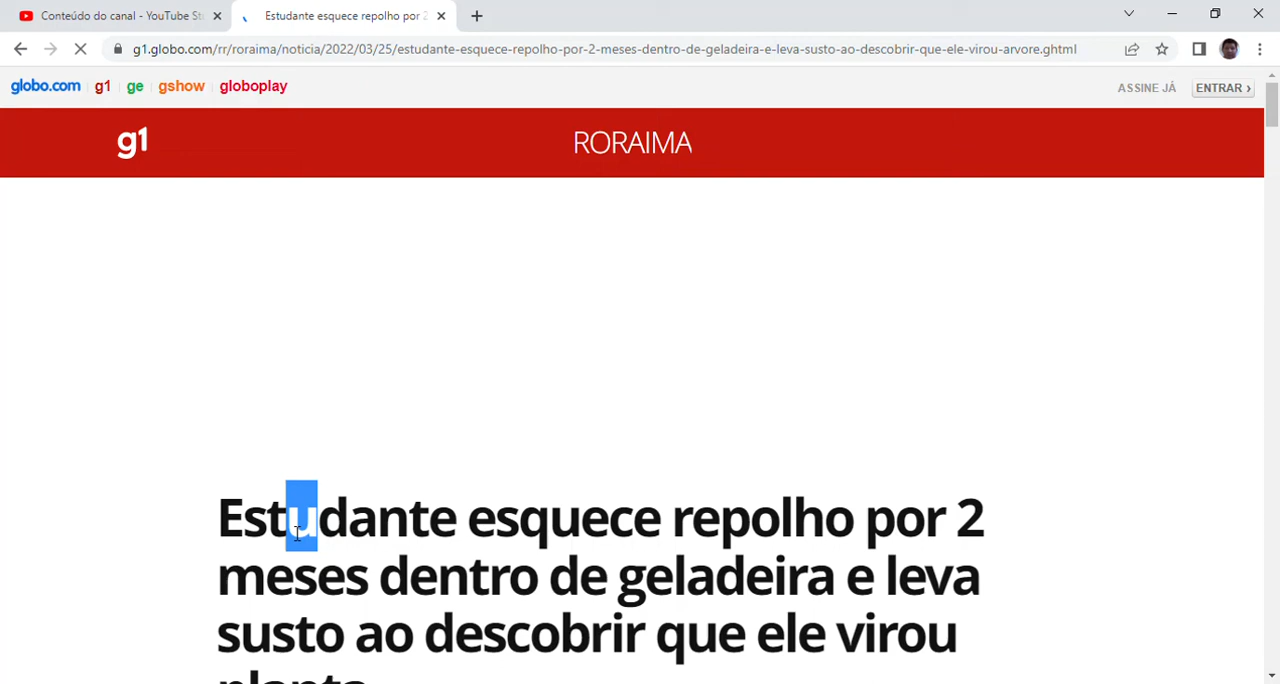 Conteúdo do canal - YouTube St
Estudante esquece repolho por 2
g1.globo.com/rr/roraima/noticia/2022/03/25/estudante-esquece-repolho-por-2-meses-dentro-de-geladeira-e-leva-susto-ao-descobrir-que-ele-virou-arvore.ghtml
globo.com g1 ge gshow globoplay ASSINE JÁ ENTRAR ›
g1 RORAIMA
Estudante esquece repolho por 2
meses dentro de geladeira e leva
susto ao descobrir que ele virou
planta